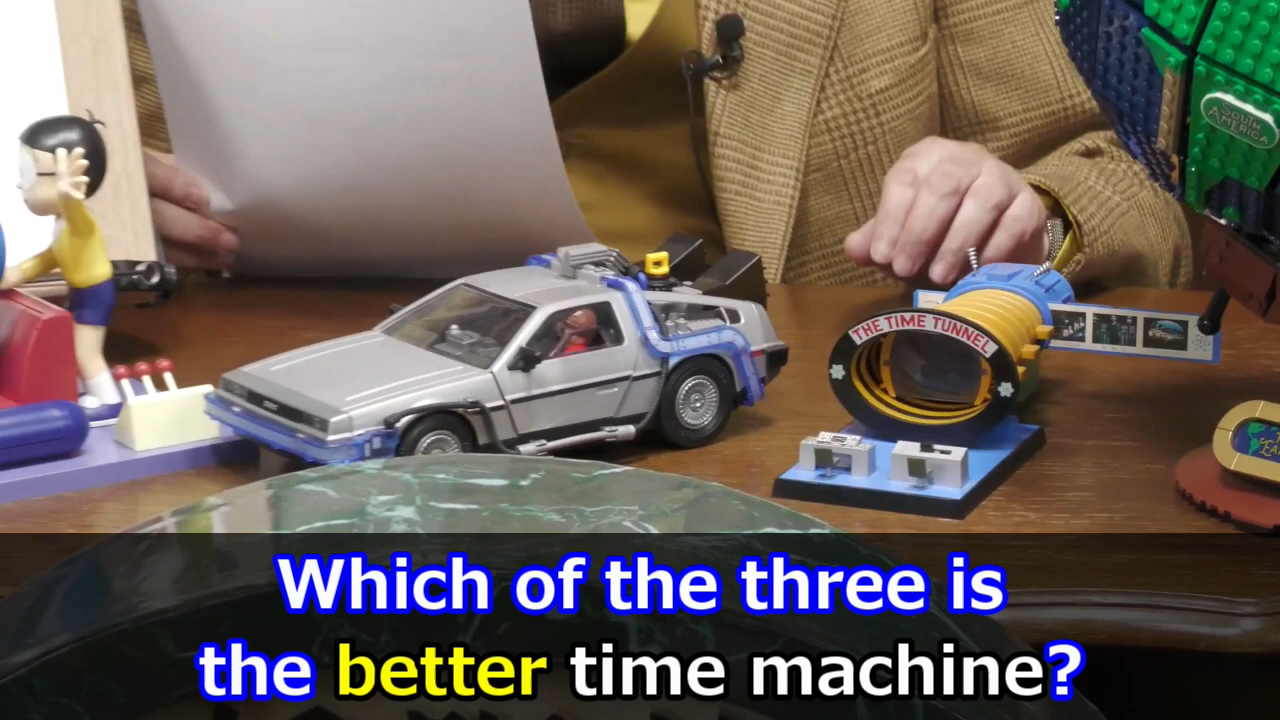 SOUTH
AMERICA
THE TIME TUNNEL
Which of the three is
the better time machine?